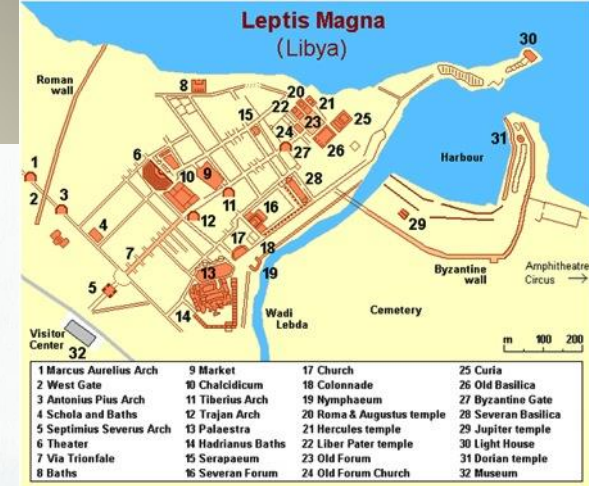 Leptis Magna
(Libya)
30
Roman
wall
8
20
21
22
15
23
25
24
27
26
31
Harbour
6
1
10
9
28
2
3
11
4
12
16
29
7
17
18
Byzantine
wall
Amphitheatre
Circus
13
19
5
14
Wadi
Lebda
Cemetery
Visitor
Center
32
m 100 200
1 Marcus Aurelius Arch
2 West Gate
3 Antonius Pius Arch
4 Schola and Baths
5 Septimius Severus Arch
6 Theater
7 Via Trionfale
8 Baths
9 Market
10 Chalcidicum
11 Tiberius Arch
12 Trajan Arch
13 Palaestra
14 Hadrianus Baths
15 Serapaeum
16 Severan Forum
17 Church
18 Colonnade
19 Nymphaeum
20 Roma & Augustus temple
21 Hercules temple
22 Liber Pater temple
23 Old Forum
24 Old Forum Church
25 Curia
26 Old Basilica
27 Byzantine Gate
28 Severan Basilica
29 Jupiter temple
30 Light House
31 Dorian temple
32 Museum